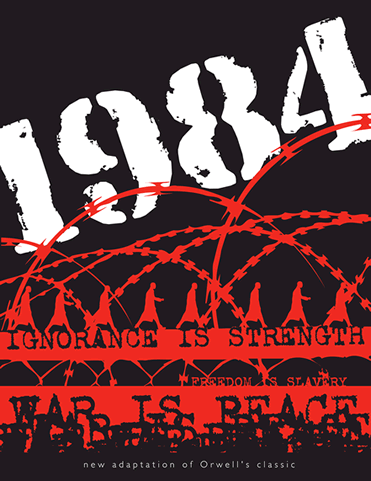 1984
IGNORANCE IS STRENGTH
FREEDOM IS SLAVERY
WAR IS PEACE
new adaptation of Orwell's classic